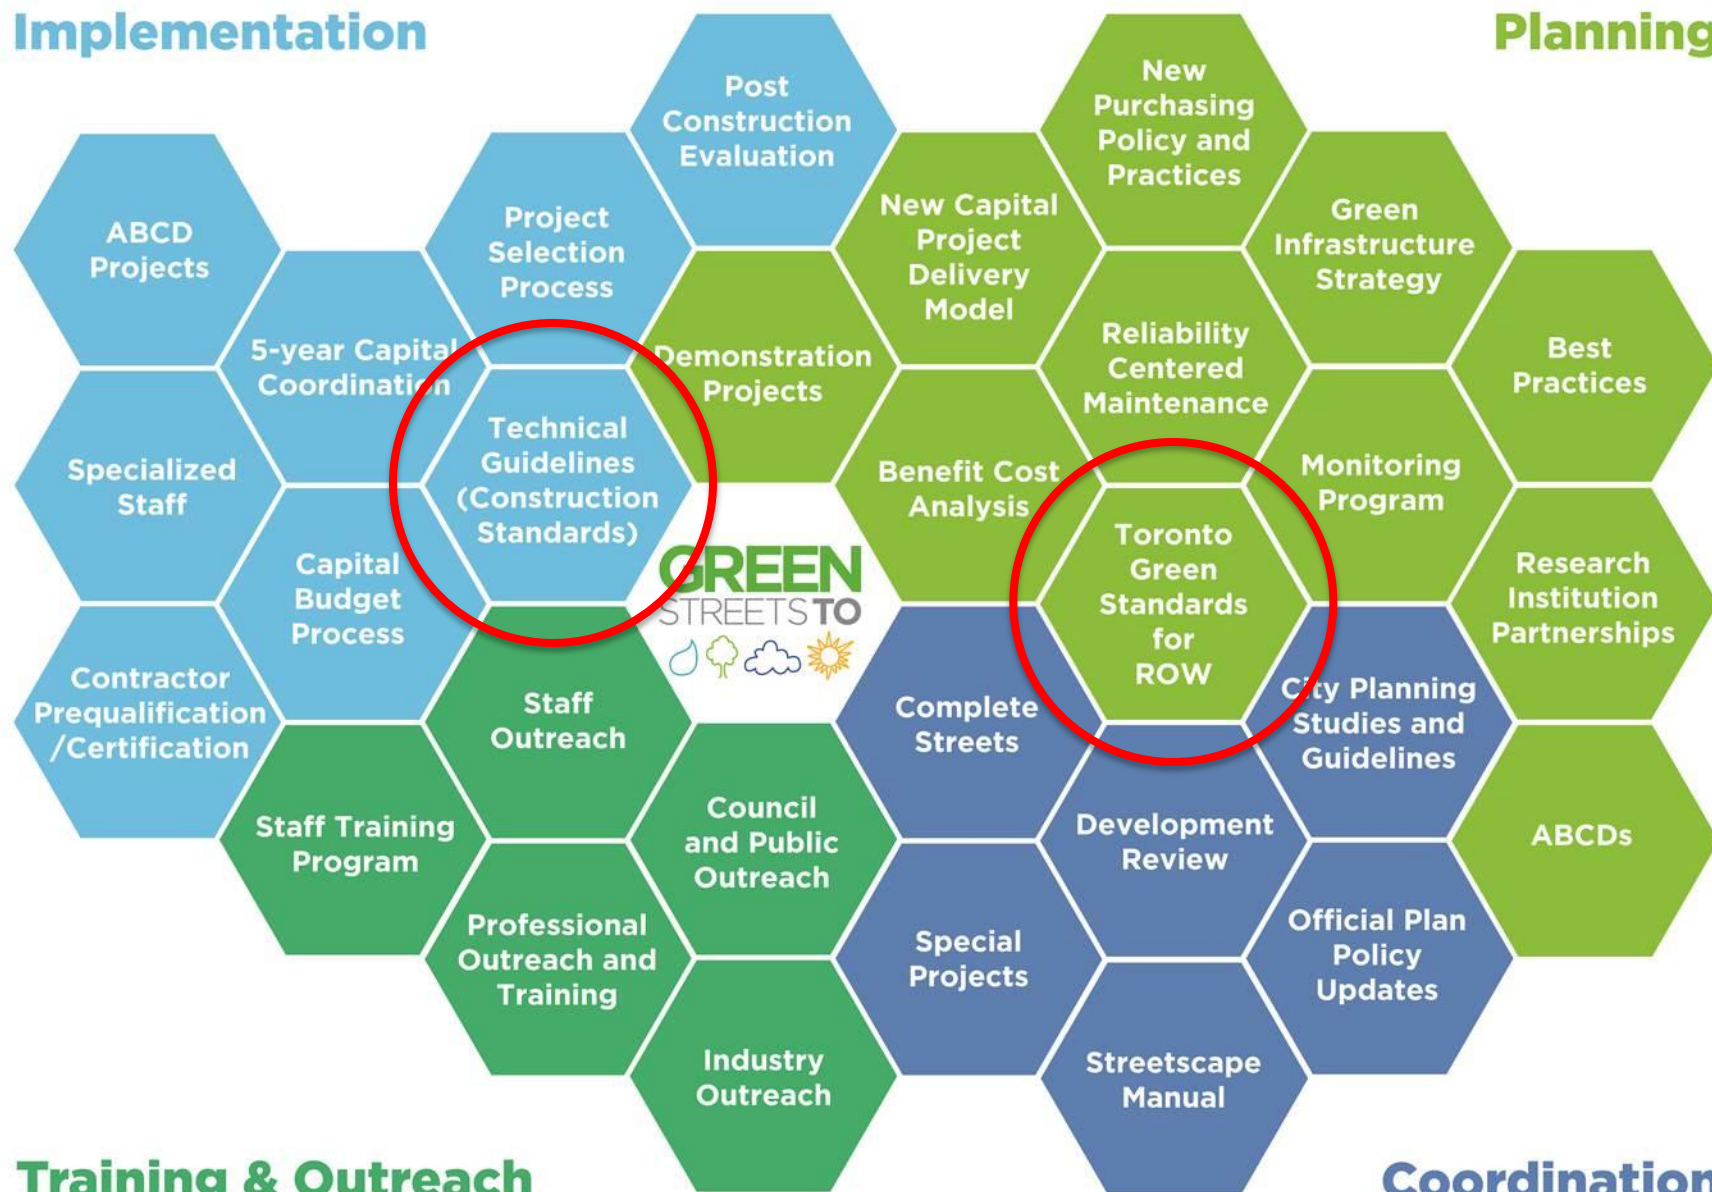 Implementation
Planning
Post
Construction
Evaluation
New
Purchasing
Policy and
Practices
ABCD
Projects
Project
Selection
Process
New Capital
Project
Delivery
Model
Green
Infrastructure
Strategy
5-year Capital
Coordination
Demonstration
Projects
Reliability
Centered
Maintenance
Best
Practices
Specialized
Staff
Technical
Guidelines
(Construction
Standards)
Benefit Cost
Analysis
Monitoring
Program
Capital
Budget
Process
GREEN
STREETSTO
Toronto
Green
Standards
for
ROW
Research
Institution
Partnerships
Contractor
Prequalification
/Certification
Staff
Outreach
Complete
Streets
City Planning
Studies and
Guidelines
Staff Training
Program
Council
and Public
Outreach
Development
Review
ABCDs
Professional
Outreach and
Training
Special
Projects
Official Plan
Policy
Updates
Industry
Outreach
Streetscape
Manual
Training & Outreach
Coordination